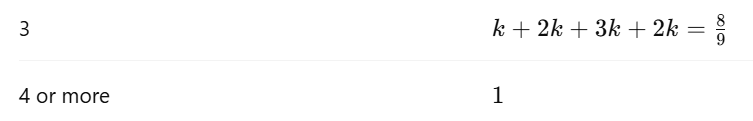 3 k + 2k + 3k + 2k = 8/9
4 or more 1